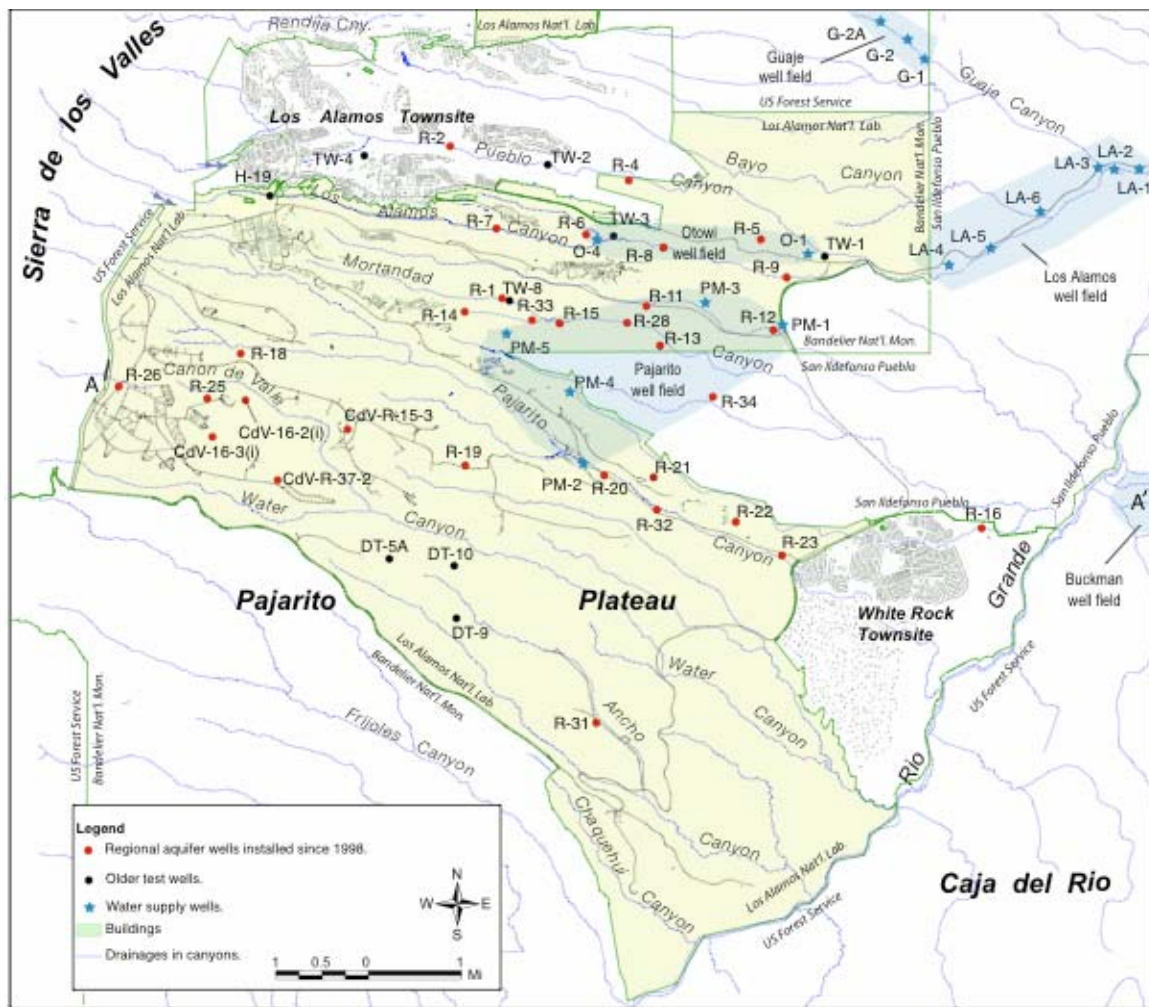 Rendija Cny.
Los Alamos Nat'l. Lab.
G-2A
G-2
G-1
Guaje
well field
Guaje Canyon
US Forest Service
Los Alamos Nat'l. Lab.
Sierra de los Valles
Los Alamos Townsite
R-2
TW-4
Pueblo
TW-2
R-4
Canyon
Bayo
Canyon
Bandelier Nat'l Mon.
San Ildefonso Pueblo
LA-3
LA-2
LA-1
LA-6
LA-5
LA-4
Los Alamos
well field
H-19
Los Alamos
Canyon
R-7
R-6
TW-3
O-4
R-8
Otowi
well field
R-5
O-1
TW-1
R-9
US Forest Service
Los Alamos Nat'l Lab
Mortandad
R-1
TW-8
R-33
R-14
R-15
R-11
R-28
PM-3
R-12
PM-1
R-13
Canyon
Bandelier Nat'l. Mon.
San Ildefonso Pueblo
PM-5
PM-4
Pajarito
well field
R-34
Pajarito
R-18
A
R-26
Cañon de Valle
R-25
CdV-16-2(i)
CdV-R-15-3
CdV-16-3(i)
CdV-R-37-2
R-19
PM-2
R-20
R-21
R-32
R-22
Canyon
R-23
San Ildefonso Pueblo
R-16
San Ildefonso Pueblo
A'
Buckman
well field
Water
Canyon
DT-5A
DT-10
DT-9
Pajarito Plateau
White Rock
Townsite
Rio Grande
US Forest Service
Los Alamos Nat'l. Lab
Bandelier Nat'l. Mon.
US Forest Service
Bandelier Nat'l. Mon.
Frijoles Canyon
R-31
Ancho
Canyon
Water
Canyon
Chaquehui
Canyon
Los Alamos Nat'l. Lab.
US Forest Service
Caja del Rio
Legend
Regional aquifer wells installed since 1998.
Older test wells.
Water supply wells.
Buildings
Drainages in canyons.
N
W E
S
1 0.5 0 1
Mi